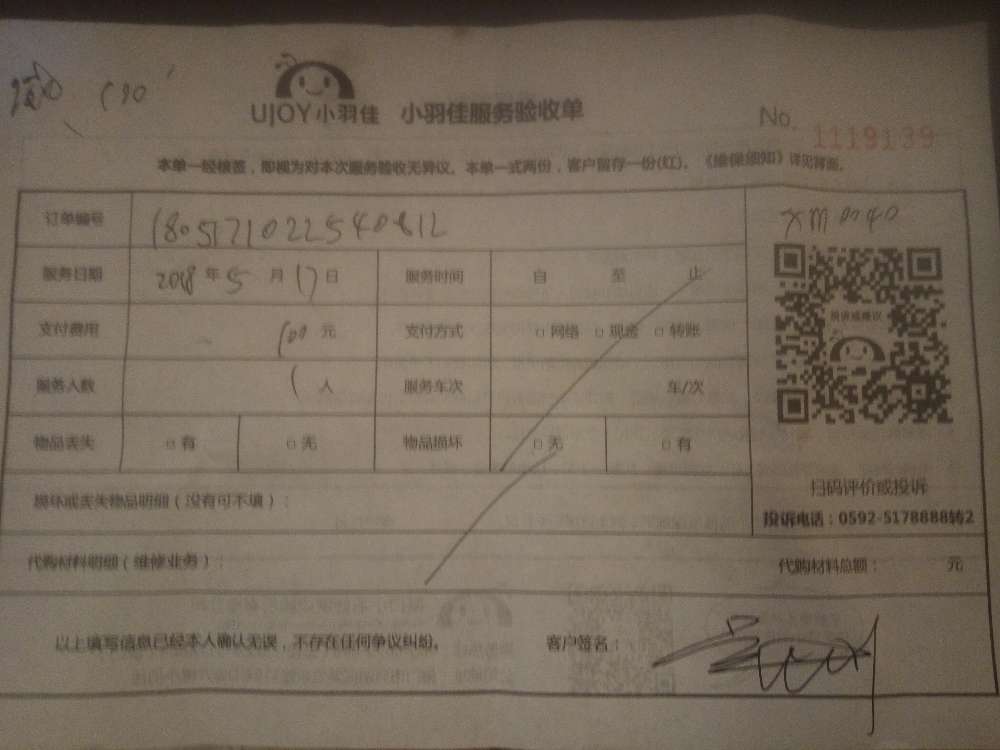 UJOY小羽佳 小羽佳服务验收单 No. 1119139
本单一经核签，即视为对本次服务验收无异议。本单一式两份，客户留存一份(红)。《维保须知》详见背面。
订单编号 1805171022540612
XM0040
服务日期 2018 年 5 月 17 日 服务时间 自 至 止
投诉或建议
支付费用 100 元 支付方式 □ 网络 □ 现金 □ 转账
服务人数 1 人 服务车次 车/次
物品丢失 □ 有 □ 无 物品损坏 □ 无 □ 有
扫码评价或投诉
损坏或丢失物品明细（没有可不填）：
投诉电话：0592-5178888转2
代购材料明细（维修业务）： 代购材料总额： 元
以上填写信息已经本人确认无误，不存在任何争议纠纷。 客户签名：